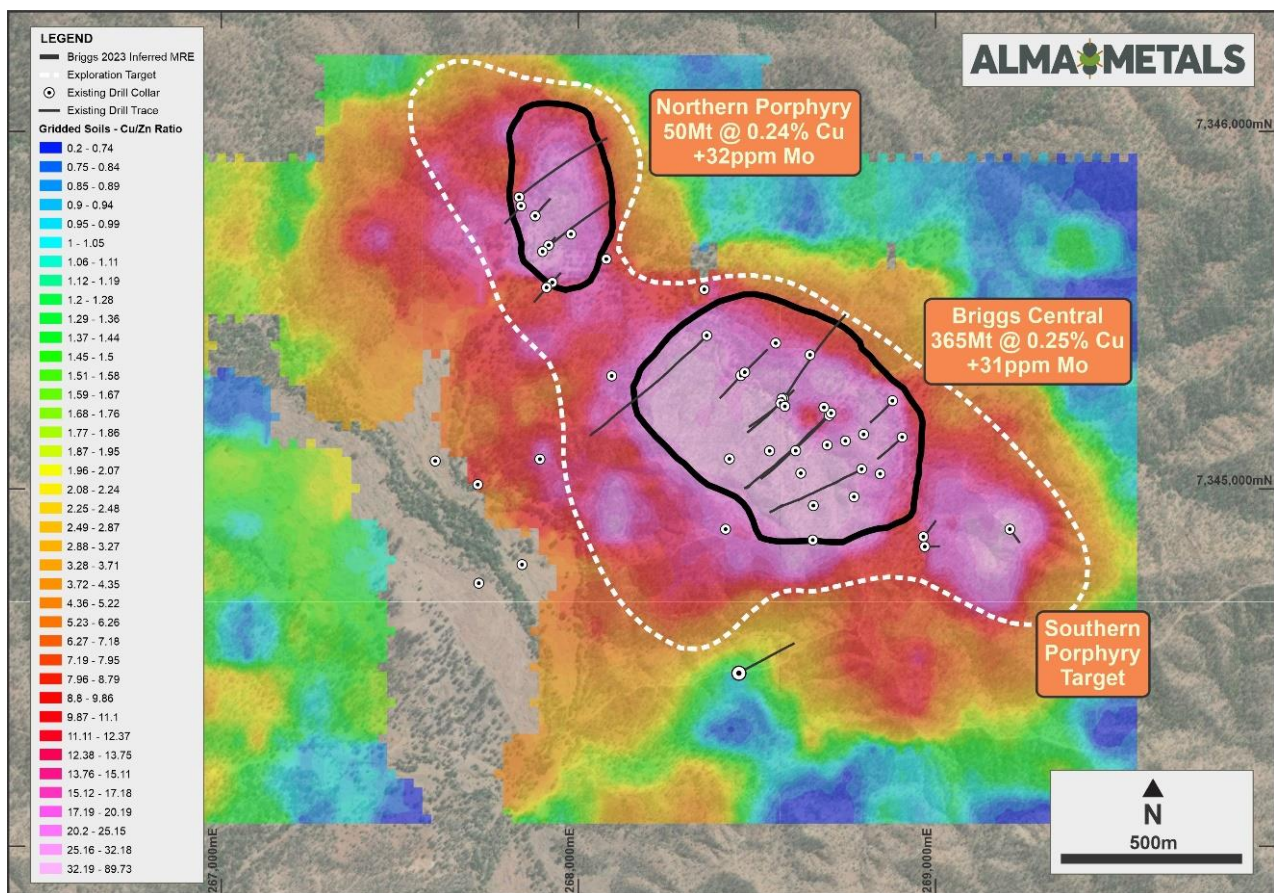 LEGEND
Briggs 2023 Inferred MRE
Exploration Target
Existing Drill Collar
Existing Drill Trace
Gridded Soils - Cu/Zn Ratio
0.2 - 0.74
0.75 - 0.84
0.85 - 0.89
0.9 - 0.94
0.95 - 0.99
1 - 1.05
1.06 - 1.11
1.12 - 1.19
1.2 - 1.28
1.29 - 1.36
1.37 - 1.44
1.45 - 1.5
1.51 - 1.58
1.59 - 1.67
1.68 - 1.76
1.77 - 1.86
1.87 - 1.95
1.96 - 2.07
2.08 - 2.24
2.25 - 2.48
2.49 - 2.87
2.88 - 3.27
3.28 - 3.71
3.72 - 4.35
4.36 - 5.22
5.23 - 6.26
6.27 - 7.18
7.19 - 7.95
7.96 - 8.79
8.8 - 9.86
9.87 - 11.1
11.11 - 12.37
12.38 - 13.75
13.76 - 15.11
15.12 - 17.18
17.19 - 20.19
20.2 - 25.15
25.16 - 32.18
32.19 - 89.73
ALMA METALS
7,346,000mN
Northern Porphyry
50Mt @ 0.24% Cu
+32ppm Mo
Briggs Central
365Mt @ 0.25% Cu
+31ppm Mo
7,345,000mN
Southern
Porphyry
Target
N
500m
267,000mE
268,000mE
269,000mE